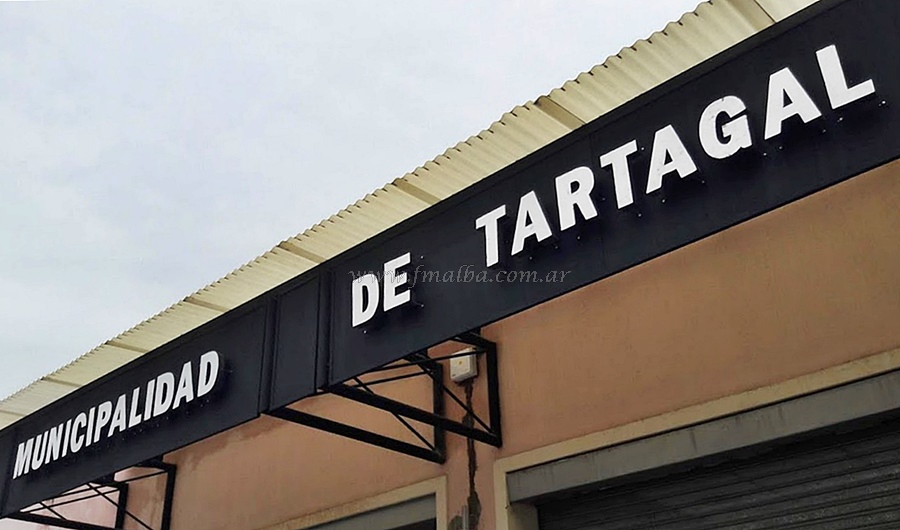 MUNICIPALIDAD DE TARTAGAL
www.fmalba.com.ar